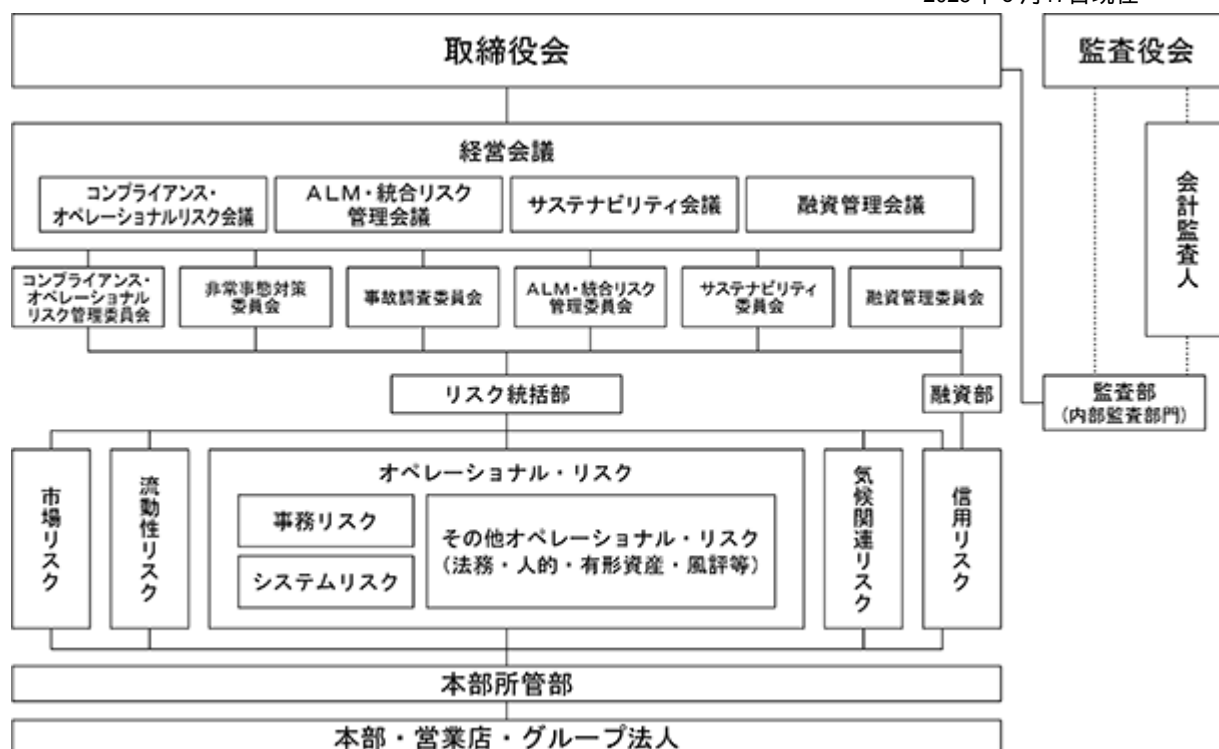 取締役会
監査役会
経営会議
コンプライアンス・
オペレーショナルリスク会議
ALM・統合リスク
管理会議
サステナビリティ会議
融資管理会議
会計監査人
コンプライアンス・
オペレーショナル
リスク管理委員会
非常事態対策
委員会
事故調査委員会
ALM・統合リスク
管理委員会
サステナビリティ
委員会
融資管理委員会
リスク統括部
融資部
監査部
(内部監査部門)
市場リスク
流動性リスク
オペレーショナル・リスク
事務リスク
システムリスク
その他オペレーショナル・リスク
(法務・人的・有形資産・風評等)
気候関連リスク
信用リスク
本部所管部
本部・営業店・グループ法人